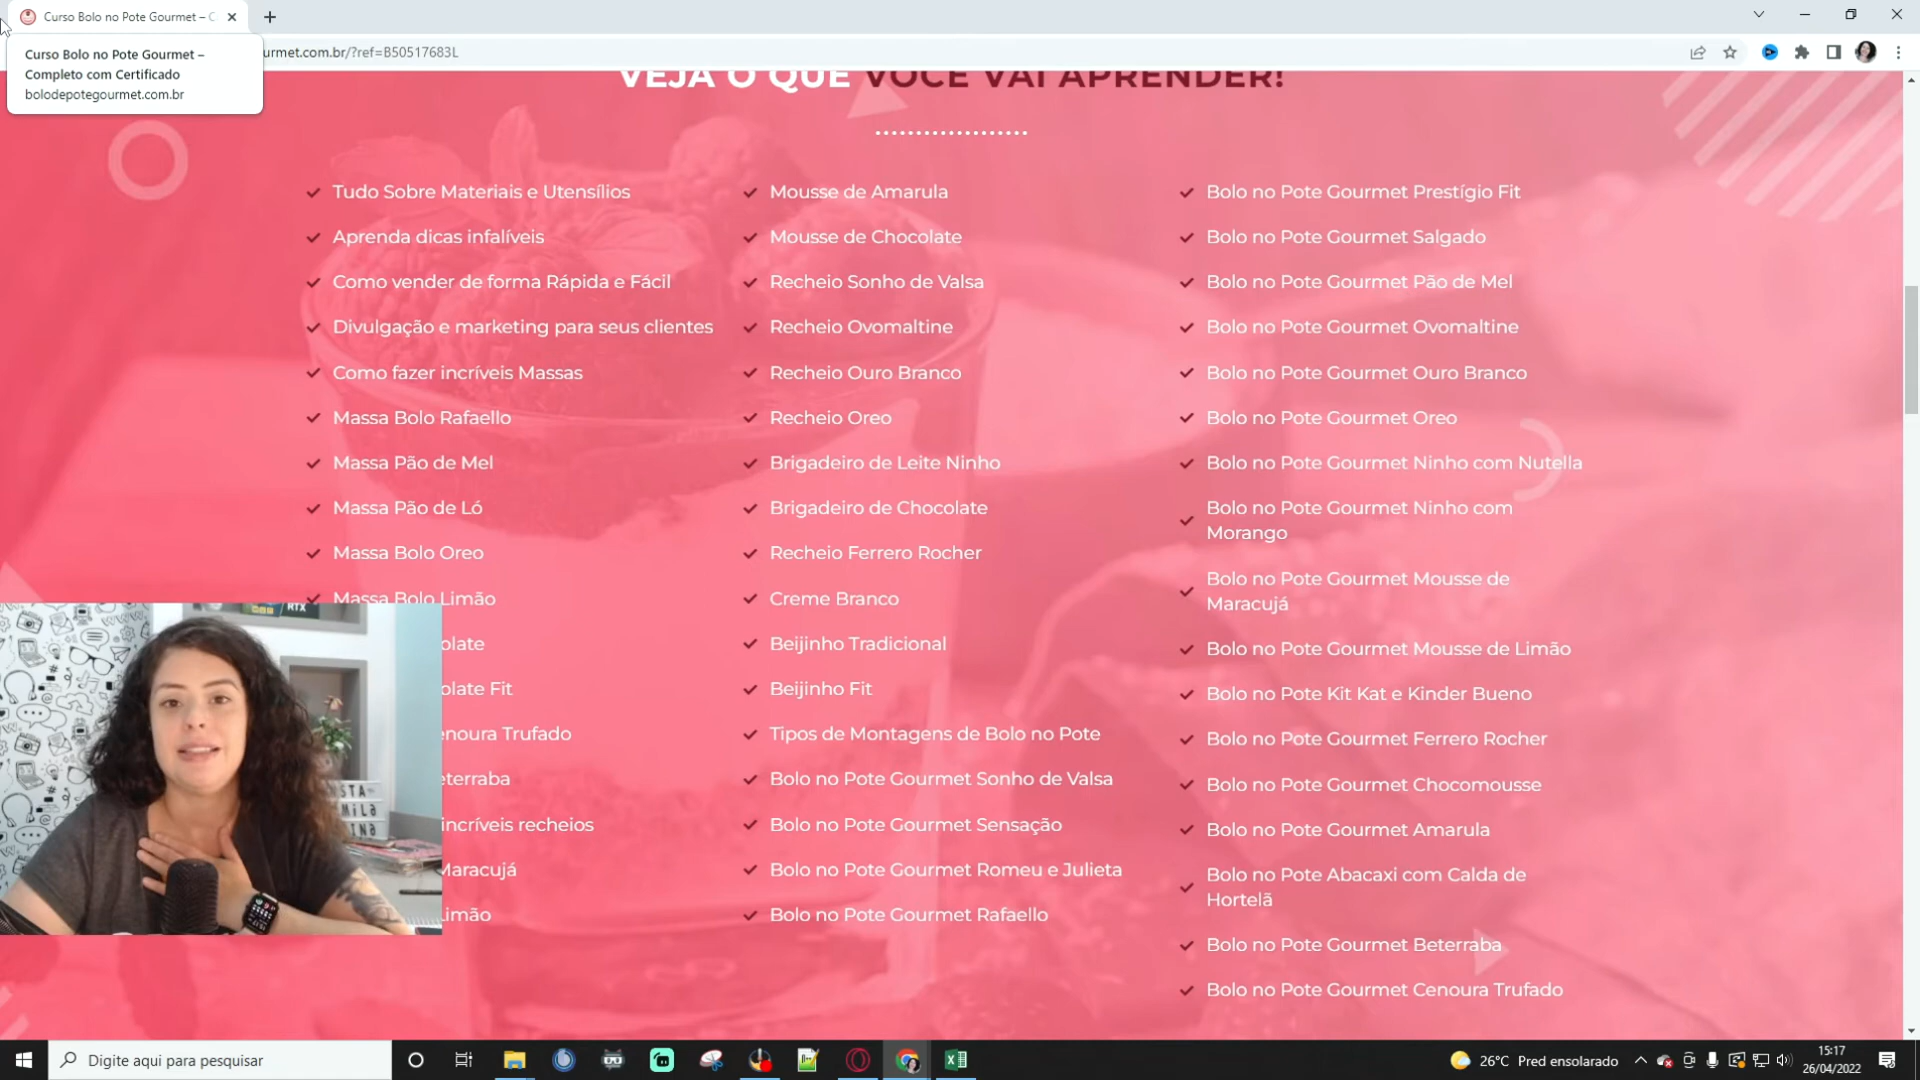 Curso Bolo no Pote Gourmet – C
Curso Bolo no Pote Gourmet –
Completo com Certificado
bolodepotegourmet.com.br
urmet.com.br/?ref=B50517683L
VEJA O QUE VOCÊ VAI APRENDER!
Tudo Sobre Materiais e Utensílios
Aprenda dicas infalíveis
Como vender de forma Rápida e Fácil
Divulgação e marketing para seus clientes
Como fazer incríveis Massas
Massa Bolo Rafaello
Massa Pão de Mel
Massa Pão de Ló
Massa Bolo Oreo
Massa Bolo Limão
olate
olate Fit
enoura Trufado
eterraba
incríveis recheios
Maracujá
Limão
Mousse de Amarula
Mousse de Chocolate
Recheio Sonho de Valsa
Recheio Ovomaltine
Recheio Ouro Branco
Recheio Oreo
Brigadeiro de Leite Ninho
Brigadeiro de Chocolate
Recheio Ferrero Rocher
Creme Branco
Beijinho Tradicional
Beijinho Fit
Tipos de Montagens de Bolo no Pote
Bolo no Pote Gourmet Sonho de Valsa
Bolo no Pote Gourmet Sensação
Bolo no Pote Gourmet Romeu e Julieta
Bolo no Pote Gourmet Rafaello
Bolo no Pote Gourmet Prestígio Fit
Bolo no Pote Gourmet Salgado
Bolo no Pote Gourmet Pão de Mel
Bolo no Pote Gourmet Ovomaltine
Bolo no Pote Gourmet Ouro Branco
Bolo no Pote Gourmet Oreo
Bolo no Pote Gourmet Ninho com Nutella
Bolo no Pote Gourmet Ninho com
Morango
Bolo no Pote Gourmet Mousse de
Maracujá
Bolo no Pote Gourmet Mousse de Limão
Bolo no Pote Kit Kat e Kinder Bueno
Bolo no Pote Gourmet Ferrero Rocher
Bolo no Pote Gourmet Chocomousse
Bolo no Pote Gourmet Amarula
Bolo no Pote Abacaxi com Calda de
Hortelã
Bolo no Pote Gourmet Beterraba
Bolo no Pote Gourmet Cenoura Trufado
RTX
STA
MILA
INA
Digite aqui para pesquisar
26°C Pred ensolarado
15:17
26/04/2022